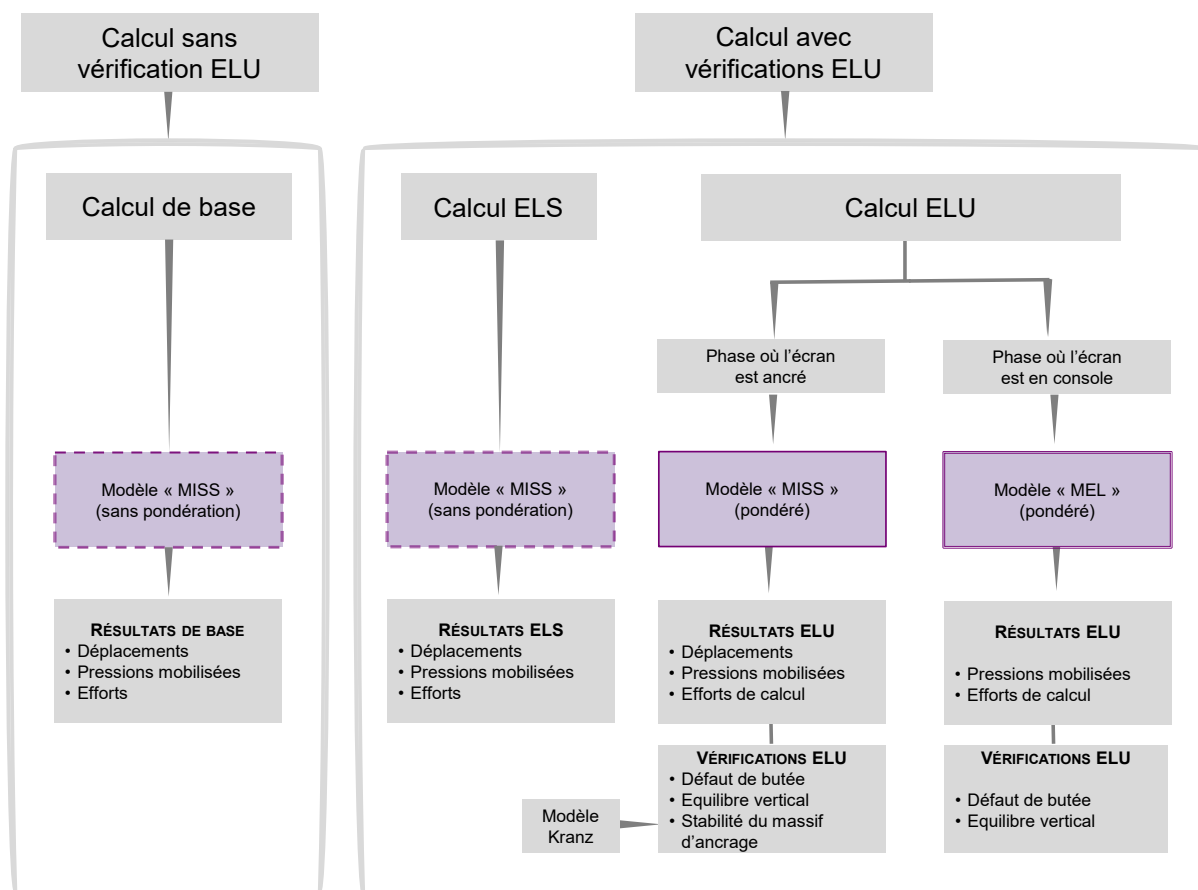 Calcul sans
vérification ELU
Calcul avec
vérifications ELU
Calcul de base
Calcul ELS
Calcul ELU
Phase où l'écran
est ancré
Phase où l'écran
est en console
Modèle « MISS »
(sans pondération)
Modèle « MISS »
(sans pondération)
Modèle « MISS »
(pondéré)
Modèle « MEL »
(pondéré)
RÉSULTATS DE BASE
• Déplacements
• Pressions mobilisées
• Efforts
RÉSULTATS ELS
• Déplacements
• Pressions mobilisées
• Efforts
RÉSULTATS ELU
• Déplacements
• Pressions mobilisées
• Efforts de calcul
RÉSULTATS ELU
• Pressions mobilisées
• Efforts de calcul
Modèle
Kranz
VÉRIFICATIONS ELU
• Défaut de butée
• Equilibre vertical
• Stabilité du massif
d'ancrage
VÉRIFICATIONS ELU
• Défaut de butée
• Equilibre vertical